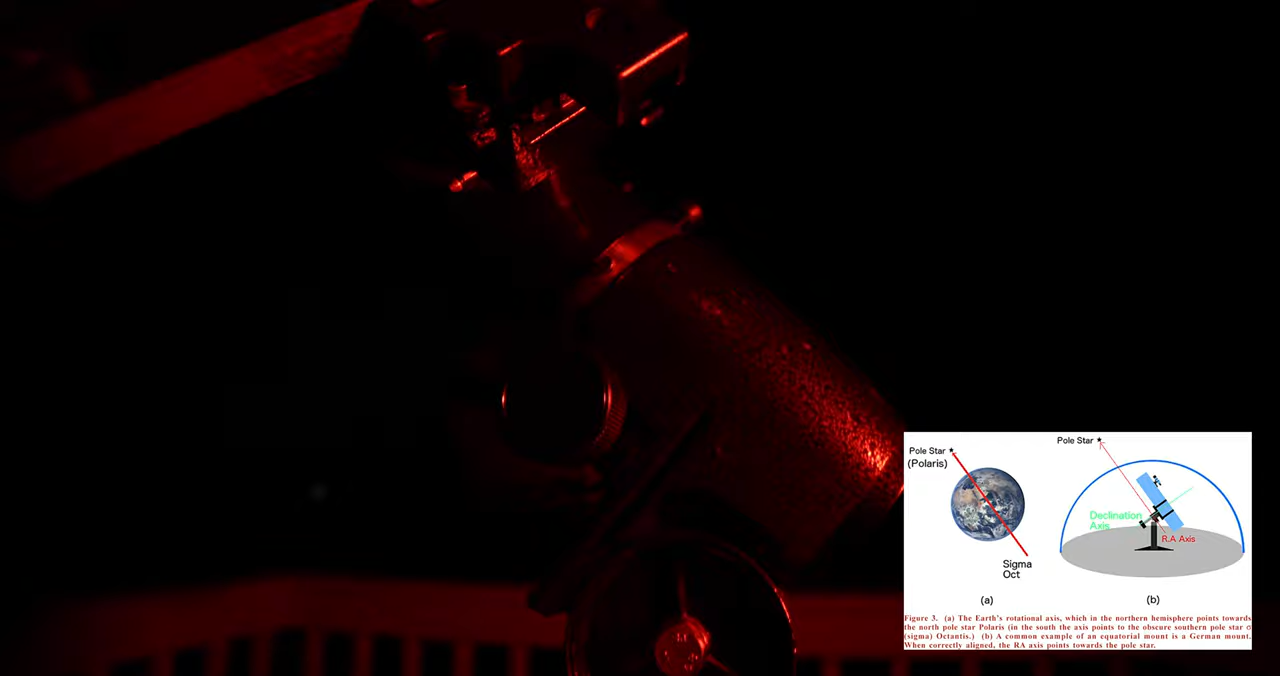 Pole Star
(Polaris)
Sigma
Oct
(a)
Pole Star
Declination
Axis
R.A Axis
(b)
Figure 3. (a) The Earth's rotational axis, which in the northern hemisphere points towards
the north pole star Polaris (in the south the axis points to the obscure southern pole star σ
(sigma) Octantis.) (b) A common example of an equatorial mount is a German mount.
When correctly aligned, the RA axis points towards the pole star.